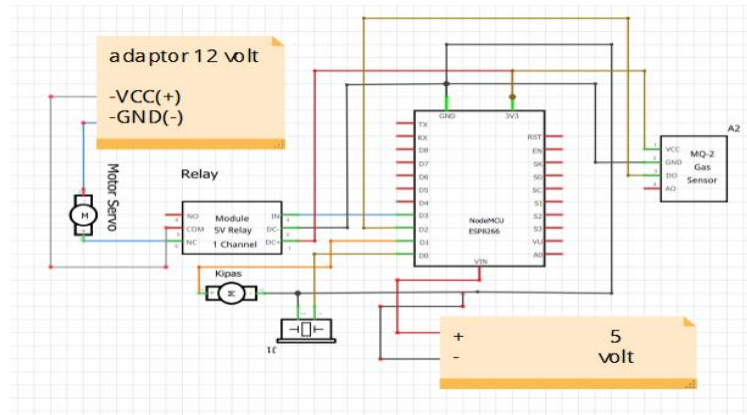 adaptor 12 volt
-VCC(+)
-GND(-)
Motor Servo
M
Relay
NO
COM
NC
Module
5V Relay
1 Channel
IN
DC-
DC+
Kipas
M
J1
GND
3V3
TX
RX
D8
D7
D6
D5
D4
D3
D2
D1
D0
RST
EN
SK
S0
SC
S1
S2
S3
VU
A0
NodeMCU
ESP8266
VIN
A2
VCC
GND
DO
AO
MQ-2
Gas
Sensor
+ 5
- volt